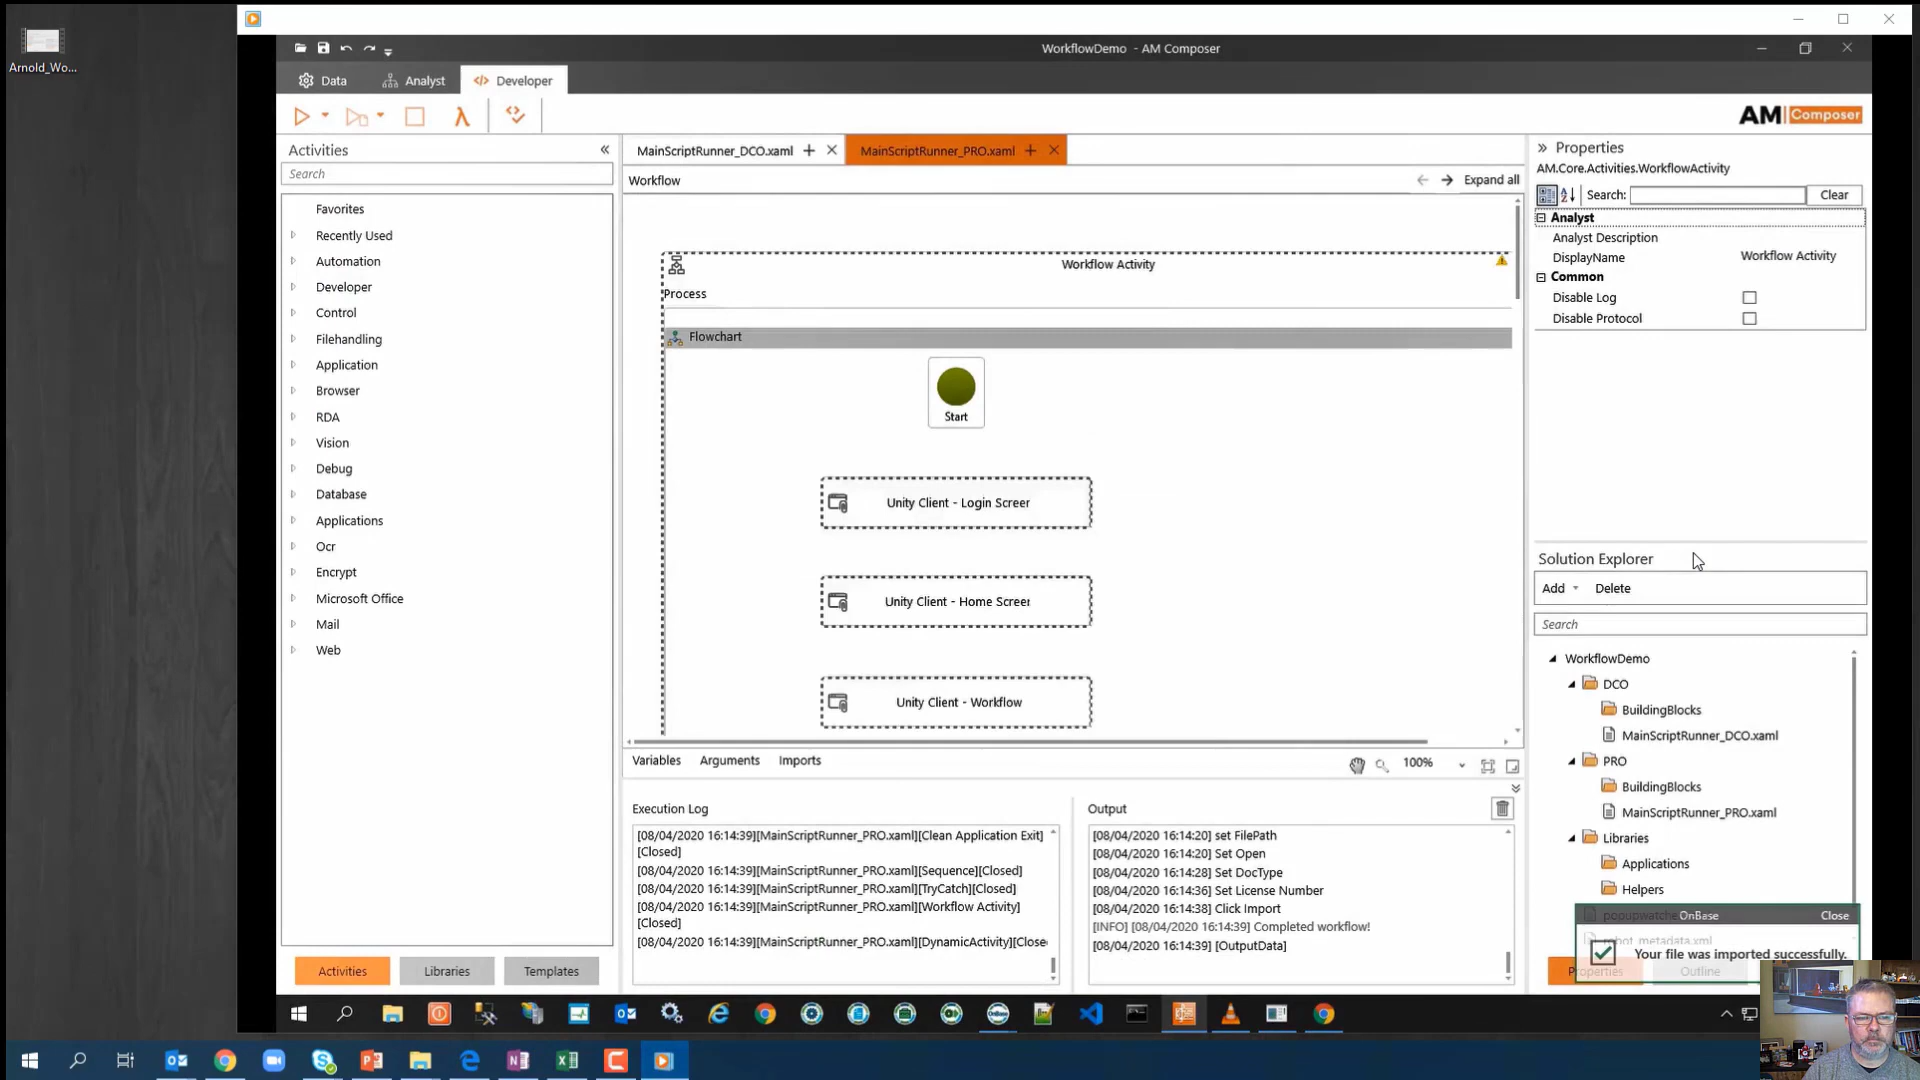 Arnold_Wo...
WorkflowDemo - AM Composer
Data
Analyst
Developer
AM Composer
Activities
Search
Favorites
Recently Used
Automation
Developer
Control
Filehandling
Application
Browser
RDA
Vision
Debug
Database
Applications
Ocr
Encrypt
Microsoft Office
Mail
Web
Activities
Libraries
Templates
MainScriptRunner_DCO.xaml
MainScriptRunner_PRO.xaml
Workflow
Expand all
Workflow Activity
Process
Flowchart
Start
Unity Client - Login Screen
Unity Client - Home Screen
Unity Client - Workflow
Variables Arguments Imports
100%
Execution Log
[08/04/2020 16:14:39][MainScriptRunner_PRO.xaml][Clean Application Exit]
[Closed]
[08/04/2020 16:14:39][MainScriptRunner_PRO.xaml][Sequence][Closed]
[08/04/2020 16:14:39][MainScriptRunner_PRO.xaml][TryCatch][Closed]
[08/04/2020 16:14:39][MainScriptRunner_PRO.xaml][Workflow Activity]
[Closed]
[08/04/2020 16:14:39][MainScriptRunner_PRO.xaml][DynamicActivity][Close
Output
[08/04/2020 16:14:20] set FilePath
[08/04/2020 16:14:20] Set Open
[08/04/2020 16:14:28] Set DocType
[08/04/2020 16:14:36] Set License Number
[08/04/2020 16:14:38] Click Import
[INFO] [08/04/2020 16:14:39] Completed workflow!
[08/04/2020 16:14:39] [OutputData]
Properties
AM.Core.Activities.WorkflowActivity
Search:
Clear
Analyst
Analyst Description
DisplayName Workflow Activity
Common
Disable Log
Disable Protocol
Solution Explorer
Add Delete
Search
WorkflowDemo
DCO
BuildingBlocks
MainScriptRunner_DCO.xaml
PRO
BuildingBlocks
MainScriptRunner_PRO.xaml
Libraries
Applications
Helpers
popupwatche
OnBase
Close
robot_metadata.xml
Your file was imported successfully.
Properties
Outline